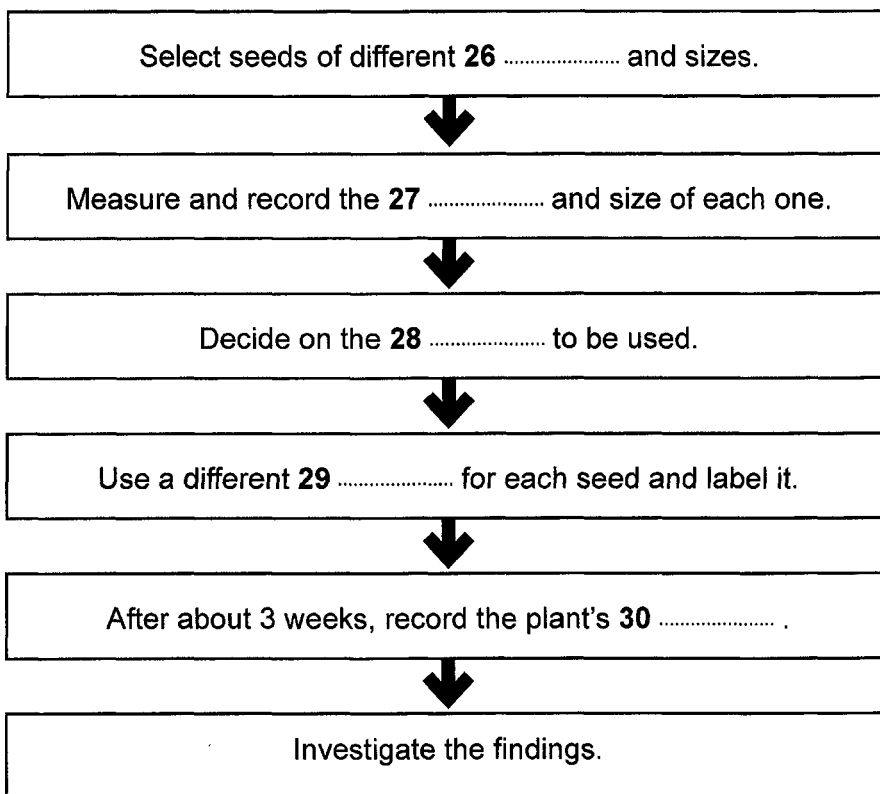 Select seeds of different 26 ..................... and sizes.
Measure and record the 27 ..................... and size of each one.
Decide on the 28 ..................... to be used.
Use a different 29 ..................... for each seed and label it.
After about 3 weeks, record the plant's 30 ..................... .
Investigate the findings.